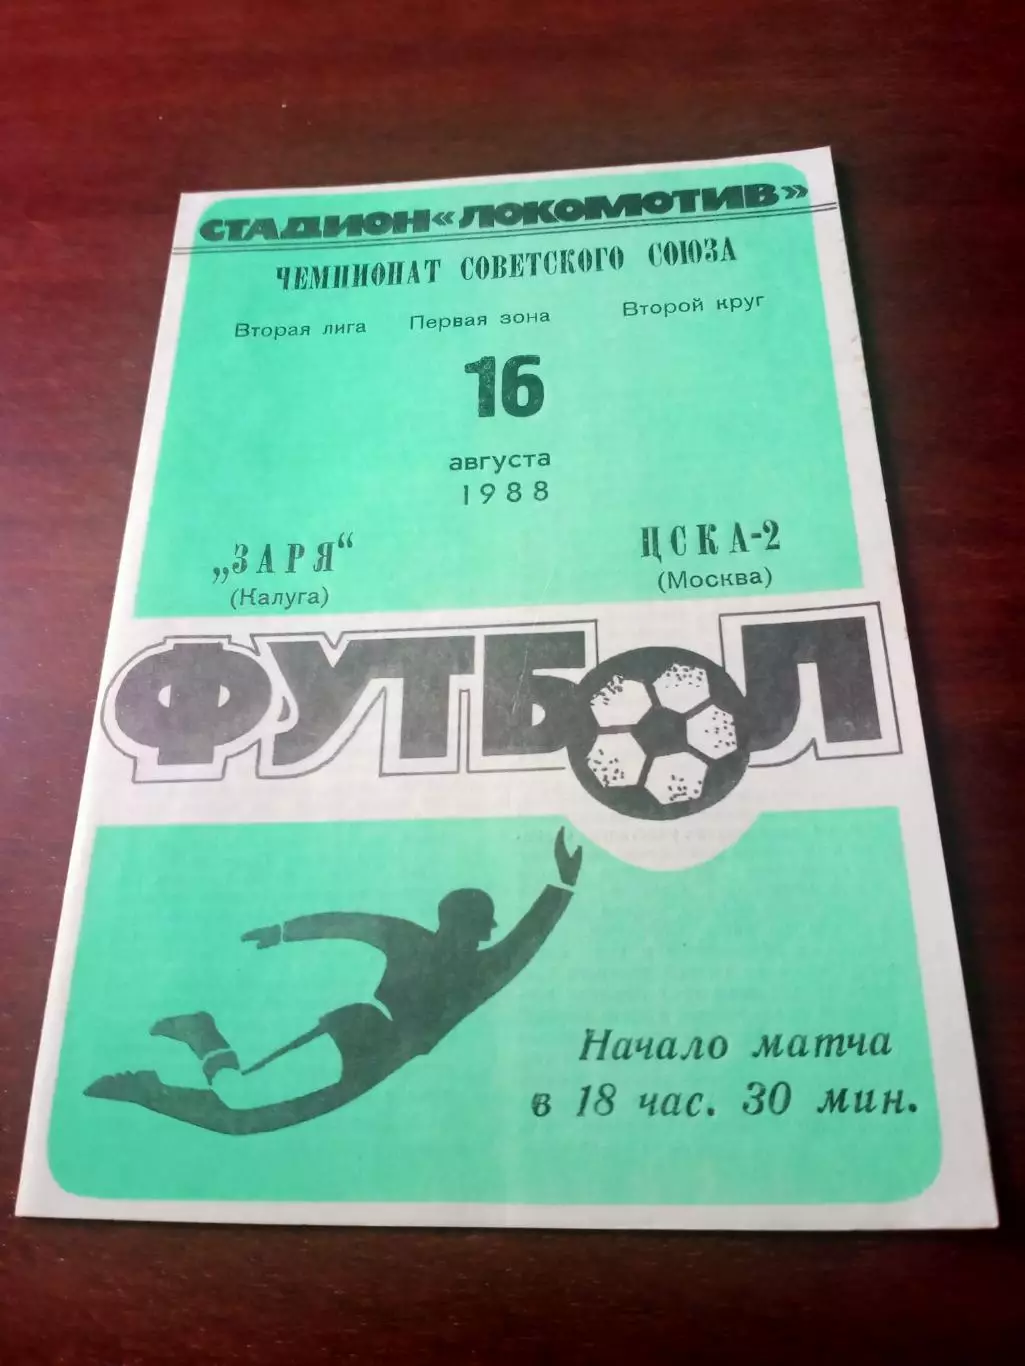 СТАДИОН «ЛОКОМОТИВ»
ЧЕМПИОНАТ СОВЕТСКОГО СОЮЗА
Вторая лига Первая зона Второй круг
16
августа
1988
„ЗАРЯ“ ЦСКА-2
(Калуга) (Москва)
ФУТБОЛ
Начало матча
в 18 час. 30 мин.